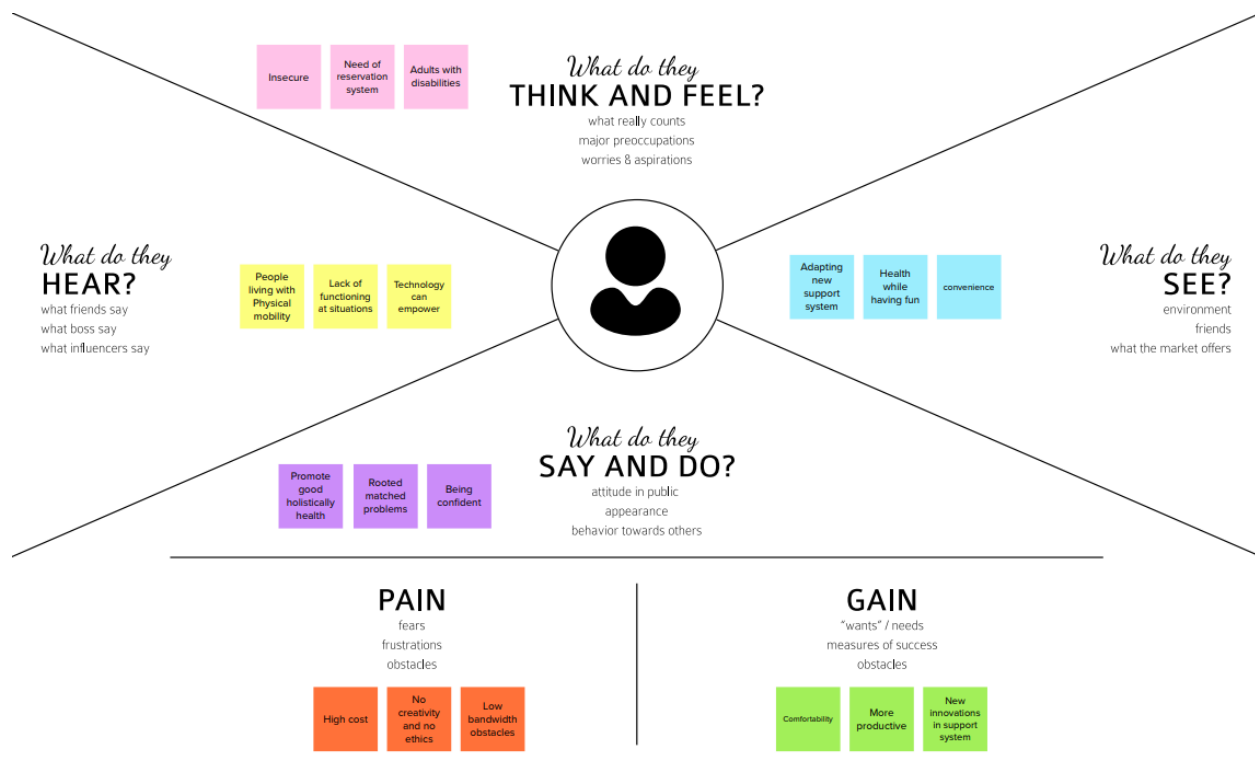 What do they
THINK AND FEEL?
what really counts
major preoccupations
worries & aspirations
Insecure
Need of
reservation
system
Adults with
disabilities
What do they
HEAR?
what friends say
what boss say
what influencers say
People
living with
Physical
mobility
Lack of
functioning
at situations
Technology
can
empower
Adapting
new
support
system
Health
while
having fun
convenience
What do they
SEE?
environment
friends
what the market offers
What do they
SAY AND DO?
attitude in public
appearance
behavior towards others
Promote
good
holistically
health
Rooted
matched
problems
Being
confident
PAIN
fears
frustrations
obstacles
High cost
No
creativity
and no
ethics
Low
bandwidth
obstacles
GAIN
“wants” / needs
measures of success
obstacles
Comfortability
More
productive
New
innovations
in support
system